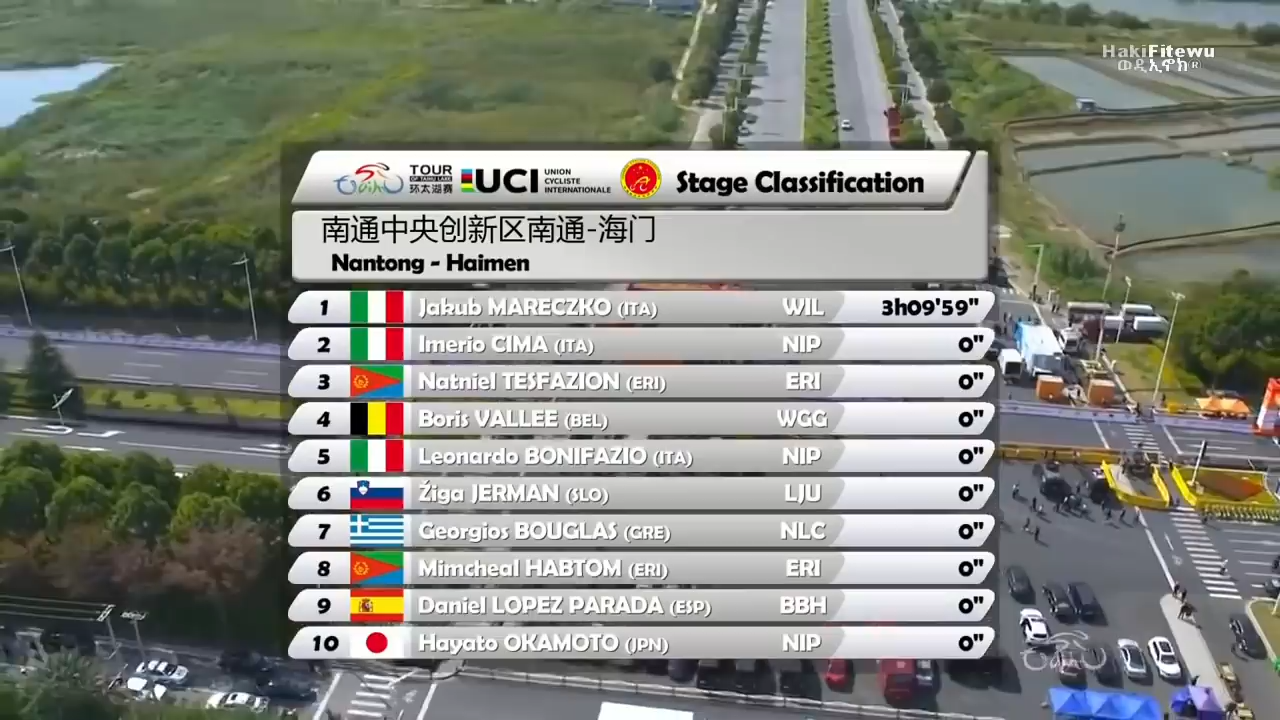 HakiFitewu
ወዲኢኖክ(R)
TOUR
OF TAIHU LAKE
环太湖赛
UCI
UNION
CYCLISTE
INTERNATIONALE
Stage Classification
南通中央创新区南通-海门
Nantong - Haimen
1 Jakub MARECZKO (ITA) WIL 3h09'59"
2 Imerio CIMA (ITA) NIP 0"
3 Natniel TESFAZION (ERI) ERI 0"
4 Boris VALLEE (BEL) WGG 0"
5 Leonardo BONIFAZIO (ITA) NIP 0"
6 Žiga JERMAN (SLO) LJU 0"
7 Georgios BOUGLAS (GRE) NLC 0"
8 Mimcheal HABTOM (ERI) ERI 0"
9 Daniel LOPEZ PARADA (ESP) BBH 0"
10 Hayato OKAMOTO (JPN) NIP 0"